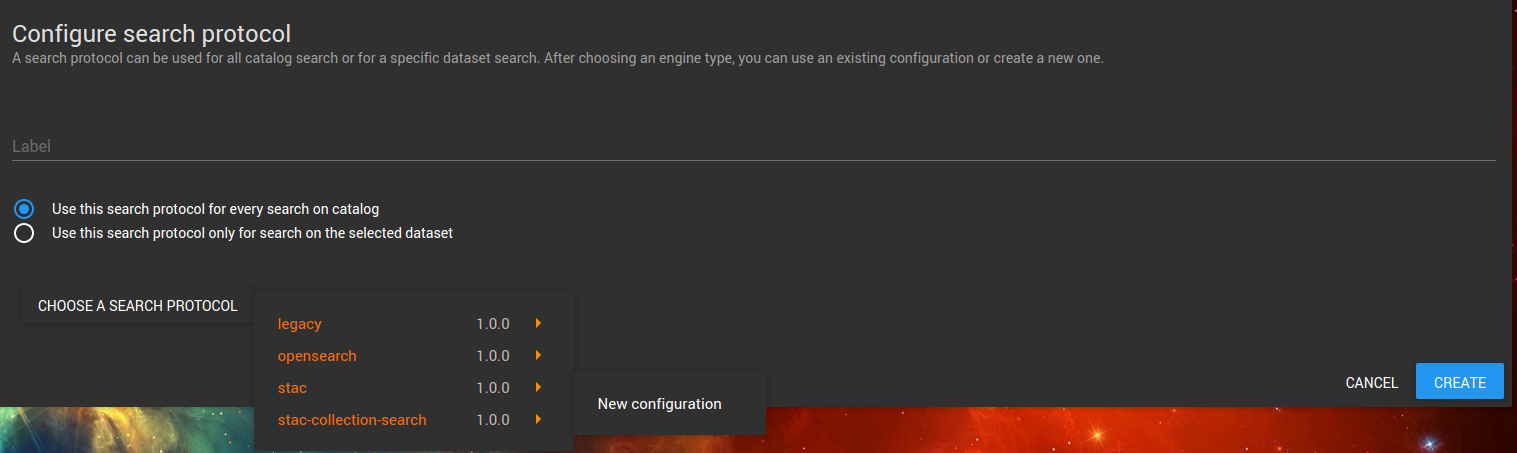 Configure search protocol
A search protocol can be used for all catalog search or for a specific dataset search. After choosing an engine type, you can use an existing configuration or create a new one.
Label
Use this search protocol for every search on catalog
Use this search protocol only for search on the selected dataset
CHOOSE A SEARCH PROTOCOL
legacy 1.0.0
opensearch 1.0.0
stac 1.0.0
stac-collection-search 1.0.0
New configuration
CANCEL CREATE